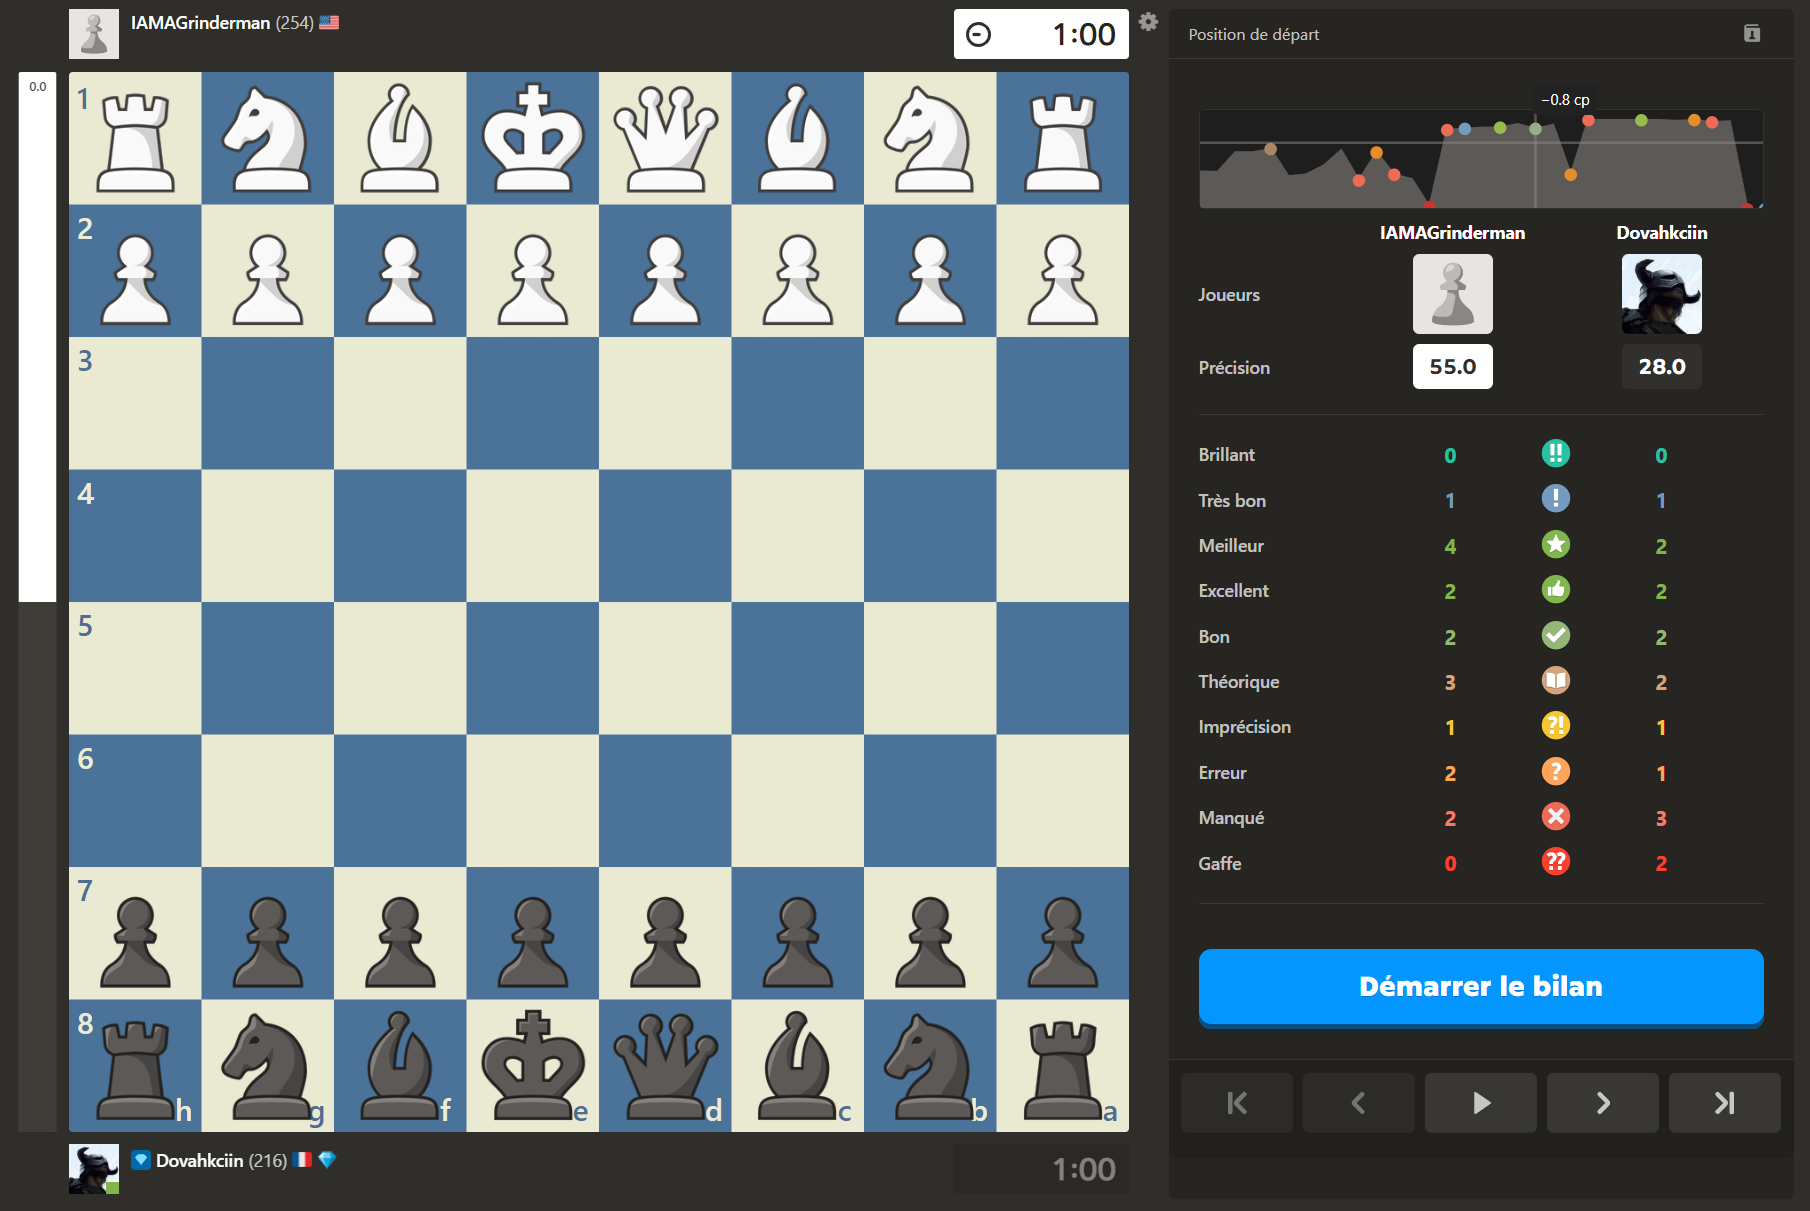 IAMAGrinderman (254)
1:00
0.0
1
2
3
4
5
6
7
8
h g f e d c b a
Dovahkciin (216)
1:00
Position de départ
−0.8 cp
IAMAGrinderman Dovahkciin
Joueurs
Précision 55.0 28.0
Brillant 0 !! 0
Très bon 1 ! 1
Meilleur 4 2
Excellent 2 2
Bon 2 2
Théorique 3 2
Imprécision 1 ?! 1
Erreur 2 ? 1
Manqué 2 3
Gaffe 0 ?? 2
Démarrer le bilan